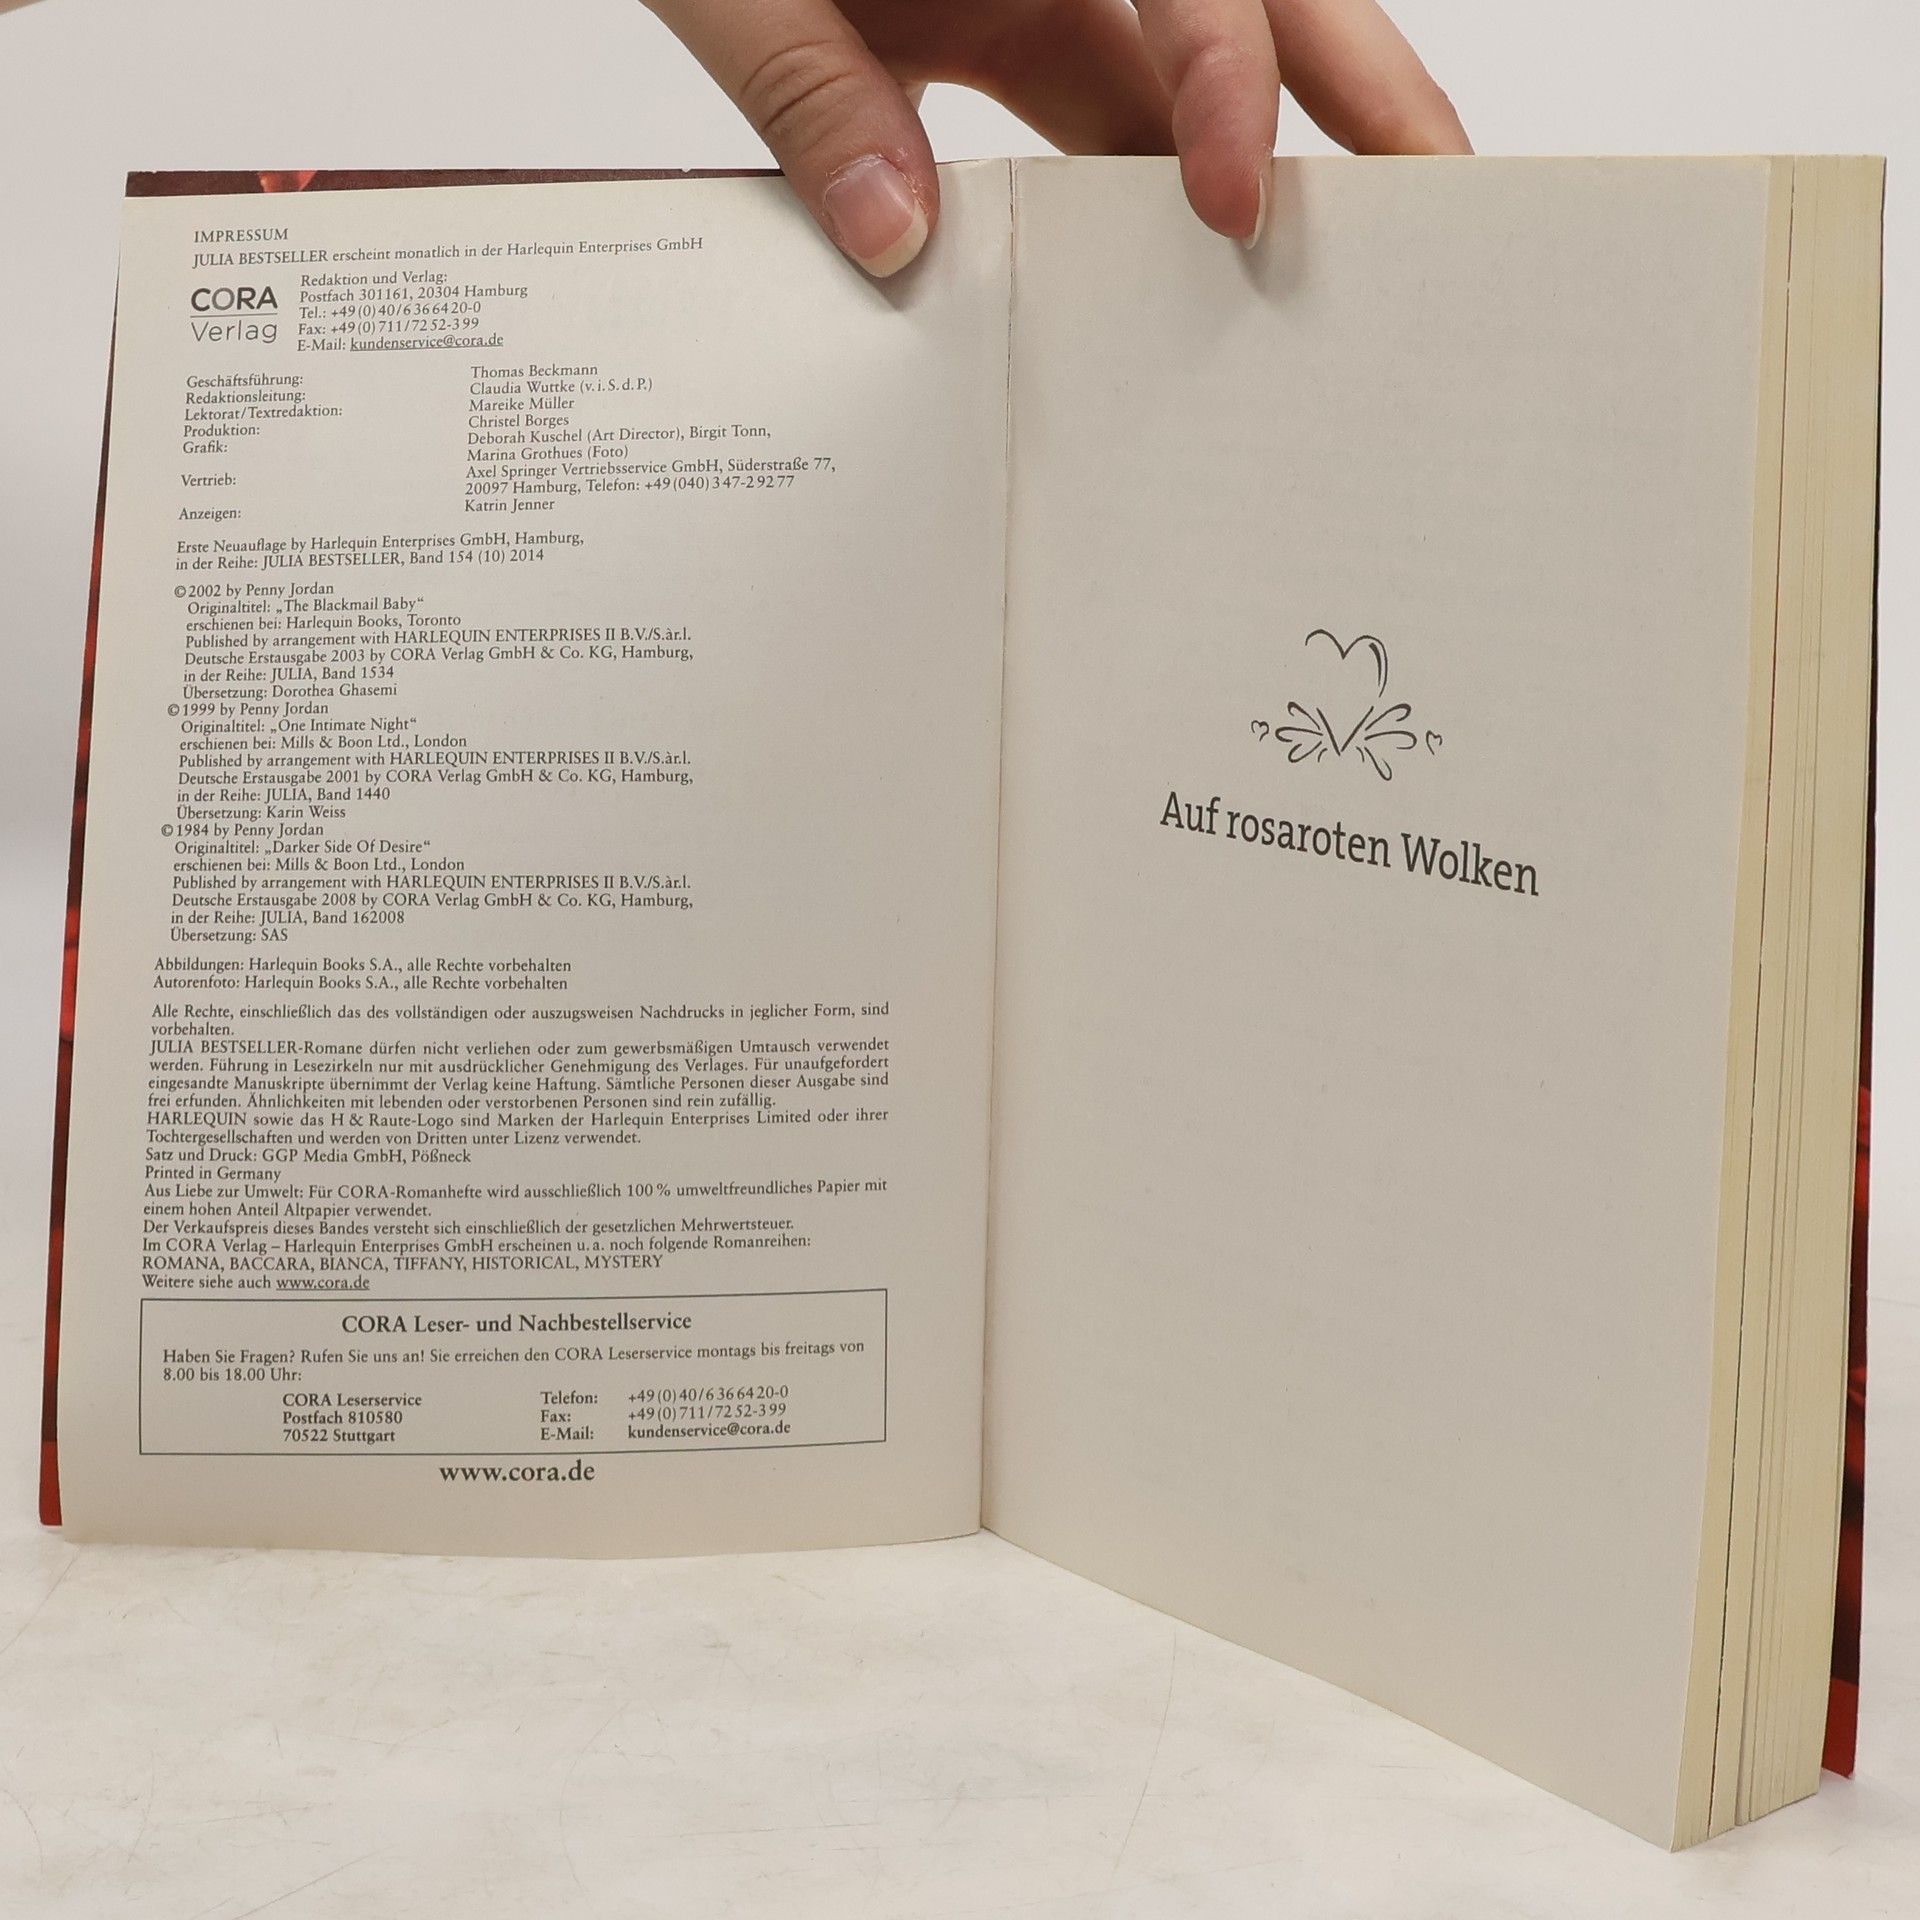 IMPRESSUM
JULIA BESTSELLER erscheint monatlich in der Harlequin Enterprises GmbH
CORA
Verlag
Redaktion und Verlag:
Postfach 301161, 20304 Hamburg
Tel.: +49 (0) 40/6 36 64 20-0
Fax: +49 (0) 711/72 52-3 99
E-Mail: kundenservice@cora.de
Geschäftsführung: Thomas Beckmann
Redaktionsleitung: Claudia Wuttke (v. i. S. d. P.)
Lektorat/Textredaktion: Mareike Müller
Produktion: Christel Borges
Grafik: Deborah Kuschel (Art Director), Birgit Tonn,
Marina Grothues (Foto)
Vertrieb: Axel Springer Vertriebsservice GmbH, Süderstraße 77,
20097 Hamburg, Telefon: +49 (040) 3 47-2 92 77
Anzeigen: Katrin Jenner
Erste Neuauflage by Harlequin Enterprises GmbH, Hamburg,
in der Reihe: JULIA BESTSELLER, Band 154 (10) 2014
© 2002 by Penny Jordan
Originaltitel: „The Blackmail Baby“
erschienen bei: Harlequin Books, Toronto
Published by arrangement with HARLEQUIN ENTERPRISES II B.V./S.àr.l.
Deutsche Erstausgabe 2003 by CORA Verlag GmbH & Co. KG, Hamburg,
in der Reihe: JULIA, Band 1534
Übersetzung: Dorothea Ghasemi
© 1999 by Penny Jordan
Originaltitel: „One Intimate Night“
erschienen bei: Mills & Boon Ltd., London
Published by arrangement with HARLEQUIN ENTERPRISES II B.V./S.àr.l.
Deutsche Erstausgabe 2001 by CORA Verlag GmbH & Co. KG, Hamburg,
in der Reihe: JULIA, Band 1440
Übersetzung: Karin Weiss
© 1984 by Penny Jordan
Originaltitel: „Darker Side Of Desire“
erschienen bei: Mills & Boon Ltd., London
Published by arrangement with HARLEQUIN ENTERPRISES II B.V./S.àr.l.
Deutsche Erstausgabe 2008 by CORA Verlag GmbH & Co. KG, Hamburg,
in der Reihe: JULIA, Band 162008
Übersetzung: SAS
Abbildungen: Harlequin Books S.A., alle Rechte vorbehalten
Autorenfoto: Harlequin Books S.A., alle Rechte vorbehalten
Alle Rechte, einschließlich das des vollständigen oder auszugsweisen Nachdrucks in jeglicher Form, sind
vorbehalten.
JULIA BESTSELLER-Romane dürfen nicht verliehen oder zum gewerbsmäßigen Umtausch verwendet
werden. Führung in Lesezirkeln nur mit ausdrücklicher Genehmigung des Verlages. Für unaufgefordert
eingesandte Manuskripte übernimmt der Verlag keine Haftung. Sämtliche Personen dieser Ausgabe sind
frei erfunden. Ähnlichkeiten mit lebenden oder verstorbenen Personen sind rein zufällig.
HARLEQUIN sowie das H & Raute-Logo sind Marken der Harlequin Enterprises Limited oder ihrer
Tochtergesellschaften und werden von Dritten unter Lizenz verwendet.
Satz und Druck: GGP Media GmbH, Pößneck
Printed in Germany
Aus Liebe zur Umwelt: Für CORA-Romanhefte wird ausschließlich 100 % umweltfreundliches Papier mit
einem hohen Anteil Altpapier verwendet.
Der Verkaufspreis dieses Bandes versteht sich einschließlich der gesetzlichen Mehrwertsteuer.
Im CORA Verlag – Harlequin Enterprises GmbH erscheinen u. a. noch folgende Romanreihen:
ROMANA, BACCARA, BIANCA, TIFFANY, HISTORICAL, MYSTERY
Weitere siehe auch www.cora.de
CORA Leser- und Nachbestellservice
Haben Sie Fragen? Rufen Sie uns an! Sie erreichen den CORA Leserservice montags bis freitags von
8.00 bis 18.00 Uhr:
CORA Leserservice Telefon: +49 (0) 40/6 36 64 20-0
Postfach 810580 Fax: +49 (0) 711/72 52-3 99
70522 Stuttgart E-Mail: kundenservice@cora.de
www.cora.de
Auf rosaroten Wolken